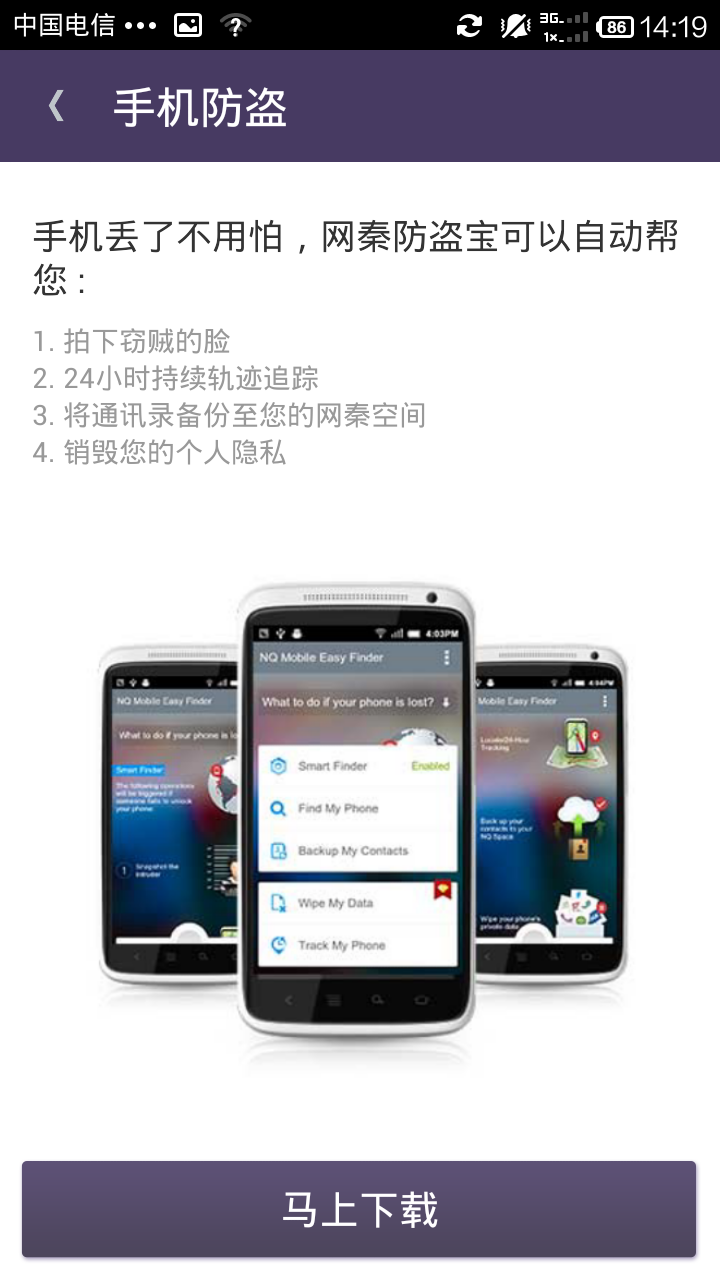 中国电信 •••
3G
1x
86
14:19
手机防盗
手机丢了不用怕，网秦防盗宝可以自动帮
您：
1. 拍下窃贼的脸
2. 24小时持续轨迹追踪
3. 将通讯录备份至您的网秦空间
4. 销毁您的个人隐私
4:03PM
NQ Mobile Easy Finder
What to do if your phone is lost?
Smart Finder
Enabled
Find My Phone
Backup My Contacts
Wipe My Data
Track My Phone
NQ Mobile Easy Finder
What to do if your phone is lo
Smart Finder
The following operations
will be triggered if
someone fails to unlock
your phone:
1
Snapshot the
intruder
4:04PM
Mobile Easy Finder
Locate/24-Hour
Tracking
Back up your
contacts to your
NQ Space
Wipe your phone's
private data
马上下载